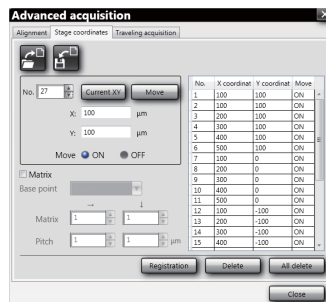 Advanced acquisition
Alignment Stage coordinates Traveling acquisition
No. 27 Current XY Move
X: 100 µm
Y: 100 µm
Move ON OFF
Matrix
Base point
→ ↓
Matrix 1 1
Pitch 1 1 µm
No. X coordinat Y coordinat Move
1 100 100 ON
2 100 100 ON
3 200 100 ON
4 300 100 ON
5 400 100 ON
6 500 100 ON
7 100 0 ON
8 200 0 ON
9 300 0 ON
10 400 0 ON
11 500 0 ON
12 100 -100 ON
13 200 -100 ON
14 300 -100 ON
15 400 -100 ON
Registration Delete All delete
Close